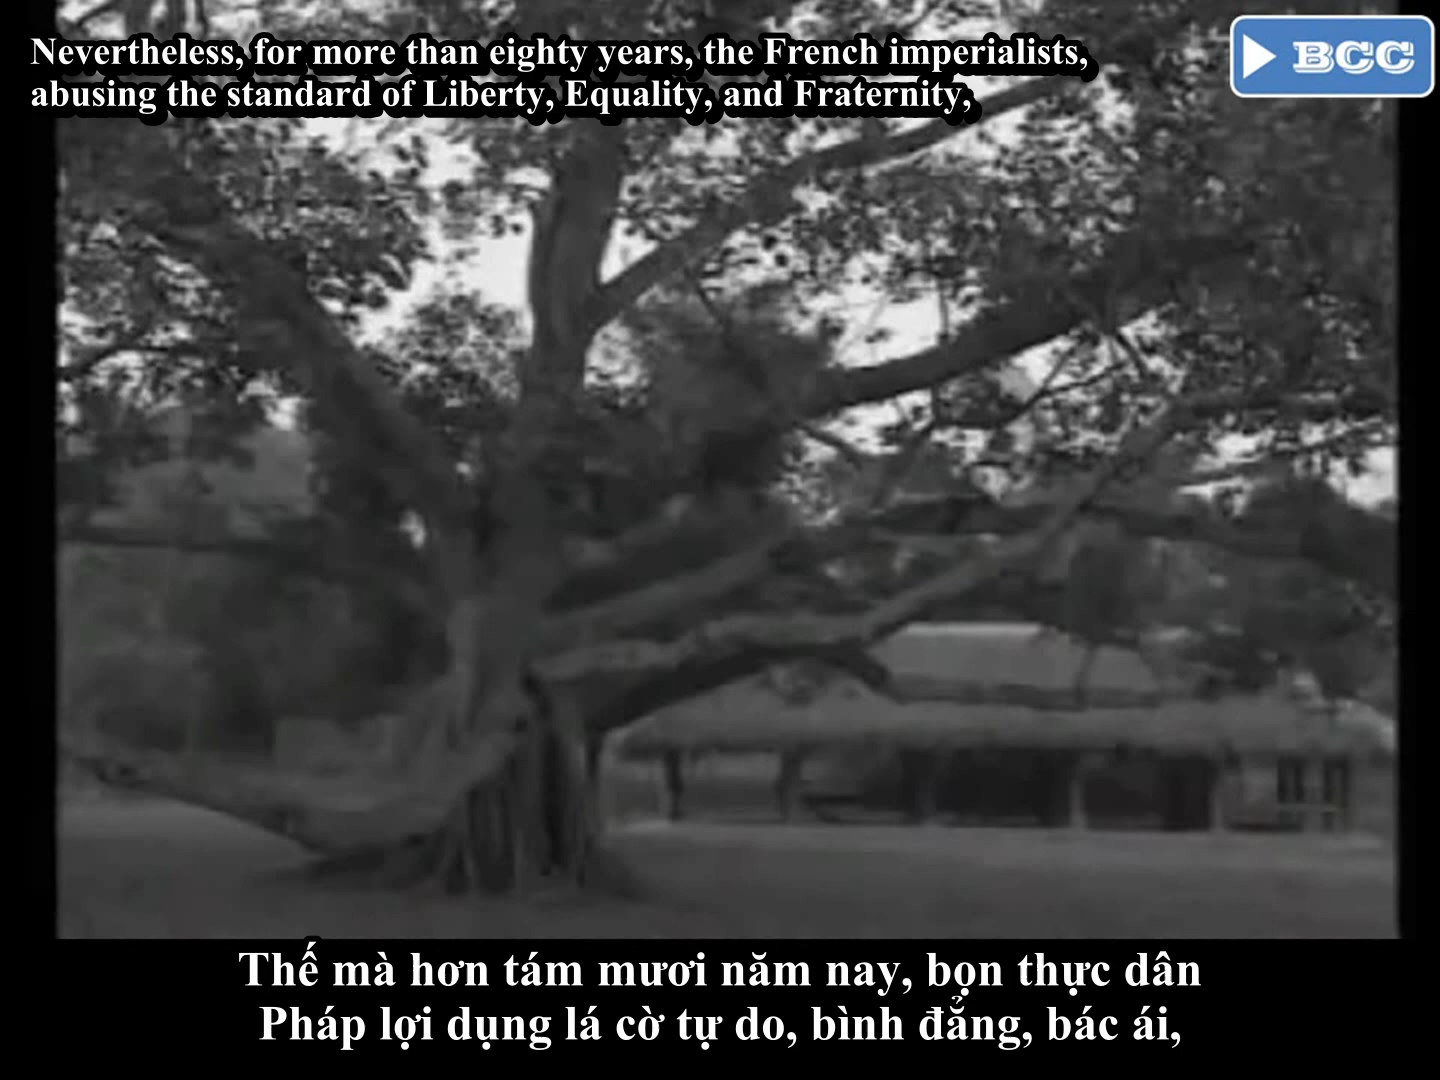 Nevertheless, for more than eighty years, the French imperialists,
abusing the standard of Liberty, Equality, and Fraternity,
BCC
Thế mà hơn tám mươi năm nay, bọn thực dân
Pháp lợi dụng lá cờ tự do, bình đẳng, bác ái,